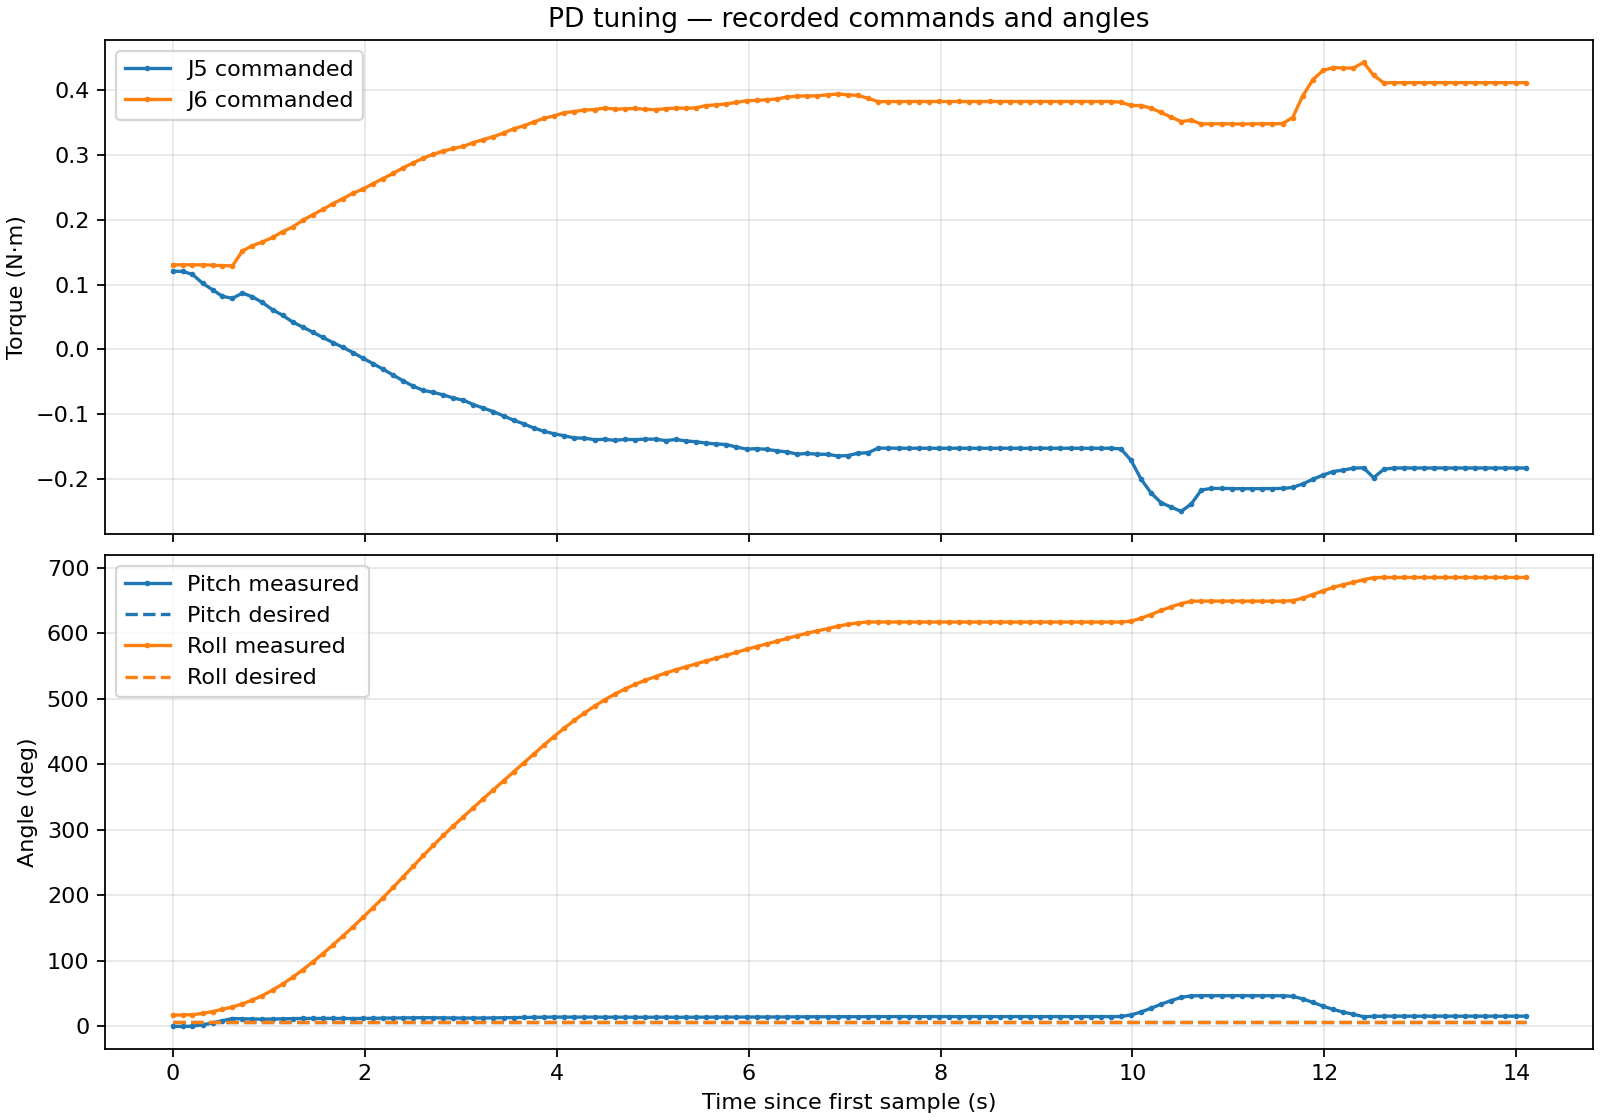 PD tuning — recorded commands and angles
J5 commanded
J6 commanded
Torque (N·m)
0.4
0.3
0.2
0.1
0.0
−0.1
−0.2
Pitch measured
Pitch desired
Roll measured
Roll desired
Angle (deg)
700
600
500
400
300
200
100
0
0 2 4 6 8 10 12 14
Time since first sample (s)